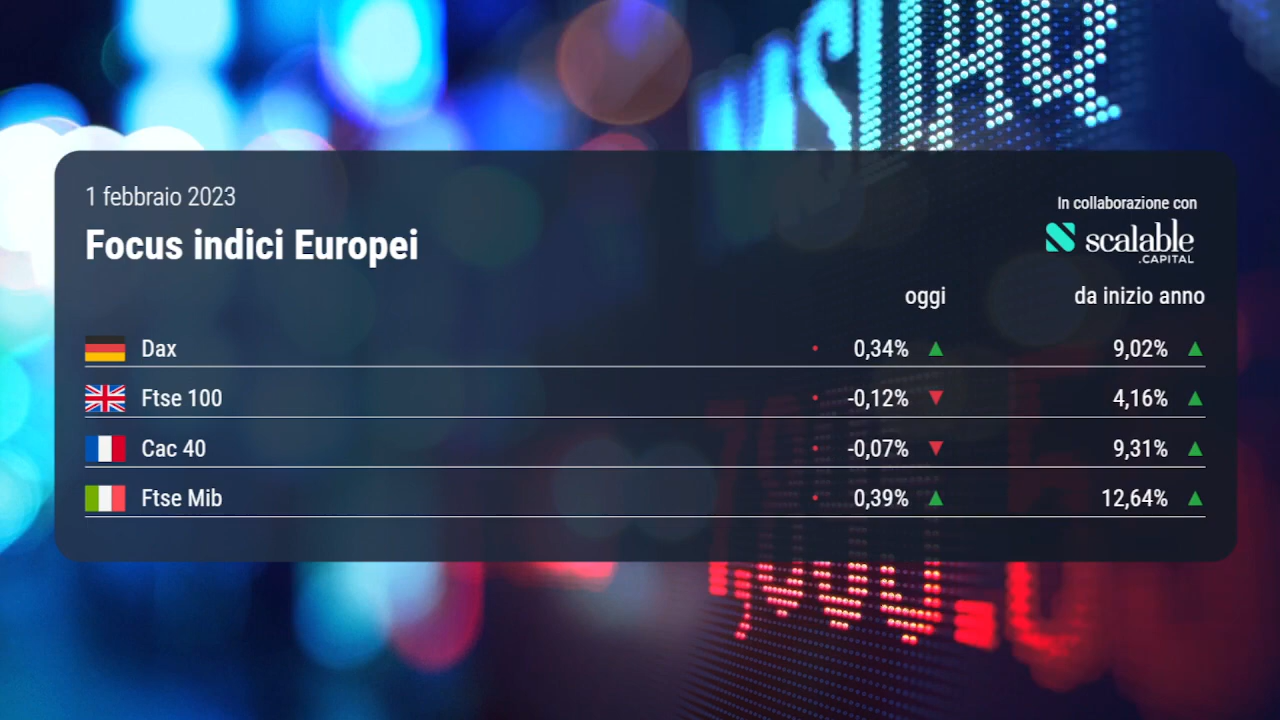 NASDAQ
1 febbraio 2023
Focus indici Europei
In collaborazione con
scalable
.CAPITAL
oggi
da inizio anno
Dax 0,34% ▲ 9,02% ▲
Ftse 100 -0,12% ▼ 4,16% ▲
Cac 40 -0,07% ▼ 9,31% ▲
Ftse Mib 0,39% ▲ 12,64% ▲